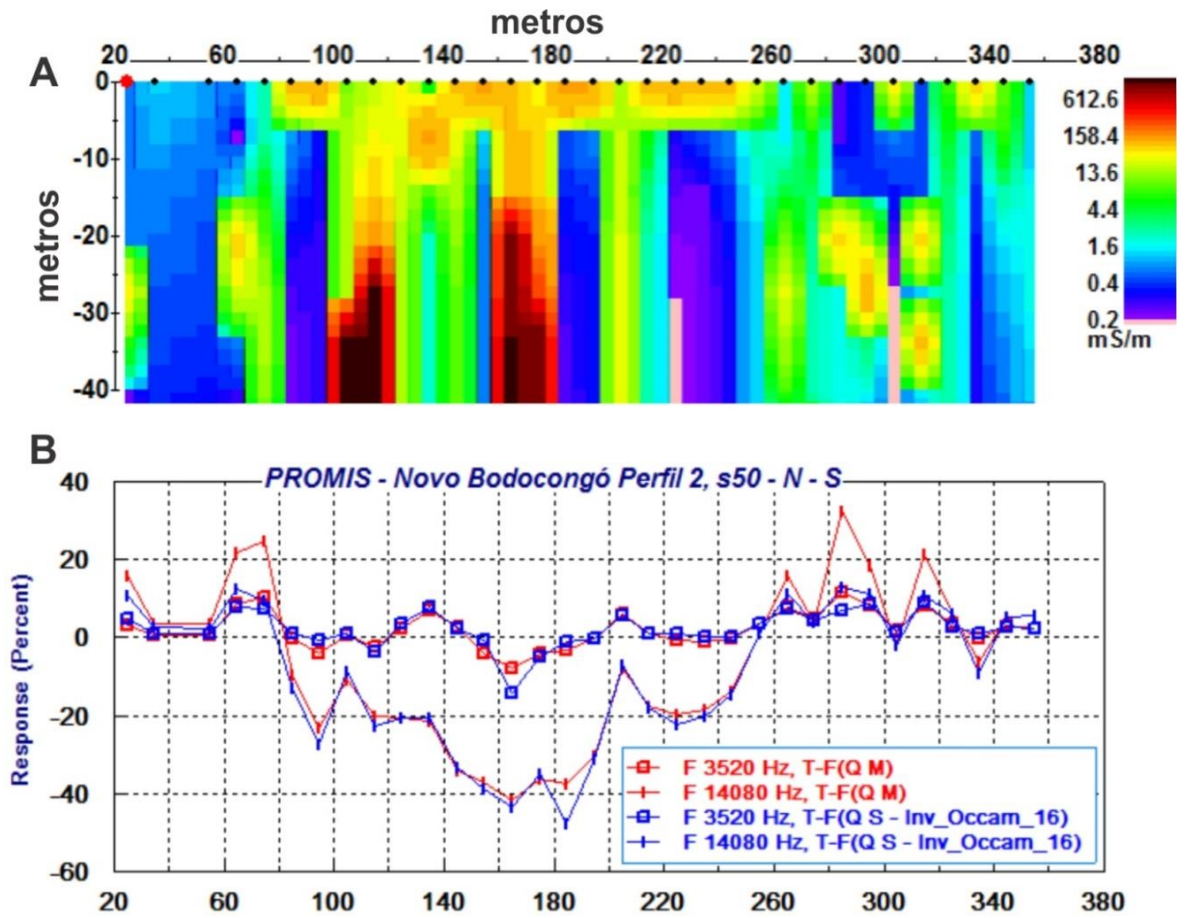 metros
20 60 100 140 180 220 260 300 340 380
A
metros
0
-10
-20
-30
-40
612.6
158.4
13.6
4.4
1.6
0.4
0.2
mS/m
B
PROMIS - Novo Bodocongó Perfil 2, s50 - N - S
Response (Percent)
40
20
0
-20
-40
-60
F 3520 Hz, T-F(Q M)
F 14080 Hz, T-F(Q M)
F 3520 Hz, T-F(Q S - Inv_Occam_16)
F 14080 Hz, T-F(Q S - Inv_Occam_16)
20 60 100 140 180 220 260 300 340 380